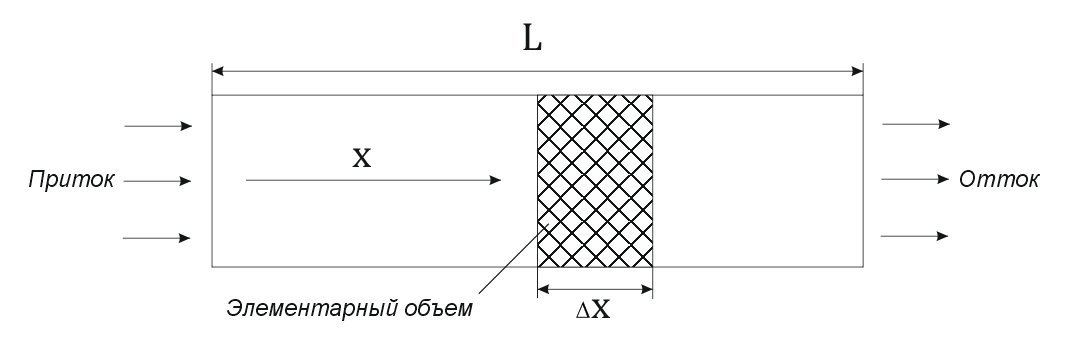 L
x
Приток
Отток
Элементарный объем
Δx